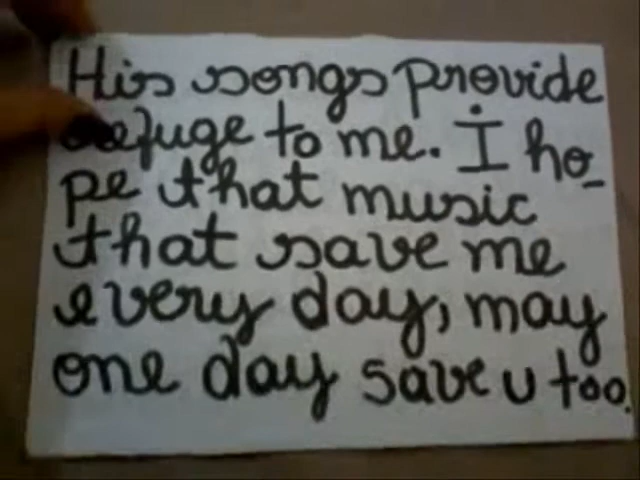 His songs provide
refuge to me. I ho-
pe that music
that save me
every day, may
one day save u too.